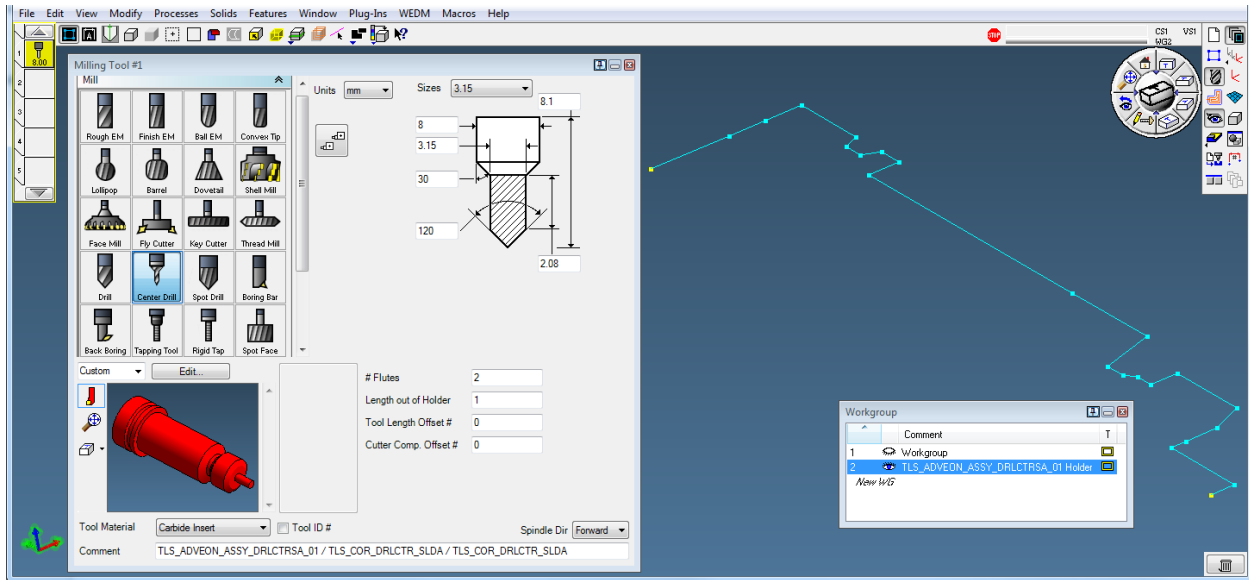 File Edit View Modify Processes Solids Features Window Plug-Ins WEDM Macros Help
STOP
CS1 VS1
WG2
1
8.00
2
3
4
5
Milling Tool #1
Mill
Rough EM Finish EM Ball EM Convex Tip
Lollipop Barrel Dovetail Shell Mill
Face Mill Fly Cutter Key Cutter Thread Mill
Drill Center Drill Spot Drill Boring Bar
Back Boring Tapping Tool Rigid Tap Spot Face
Units mm
Sizes 3.15
8.1
8
3.15
30
120
2.08
Custom Edit...
# Flutes 2
Length out of Holder 1
Tool Length Offset # 0
Cutter Comp. Offset # 0
Tool Material Carbide Insert Tool ID # Spindle Dir Forward
Comment TLS_ADVEON_ASSY_DRLCTRSA_01 / TLS_COR_DRLCTR_SLDA / TLS_COR_DRLCTR_SLDA
Workgroup
Comment T
1 Workgroup
2 TLS_ADVEON_ASSY_DRLCTRSA_01 Holder
New WG